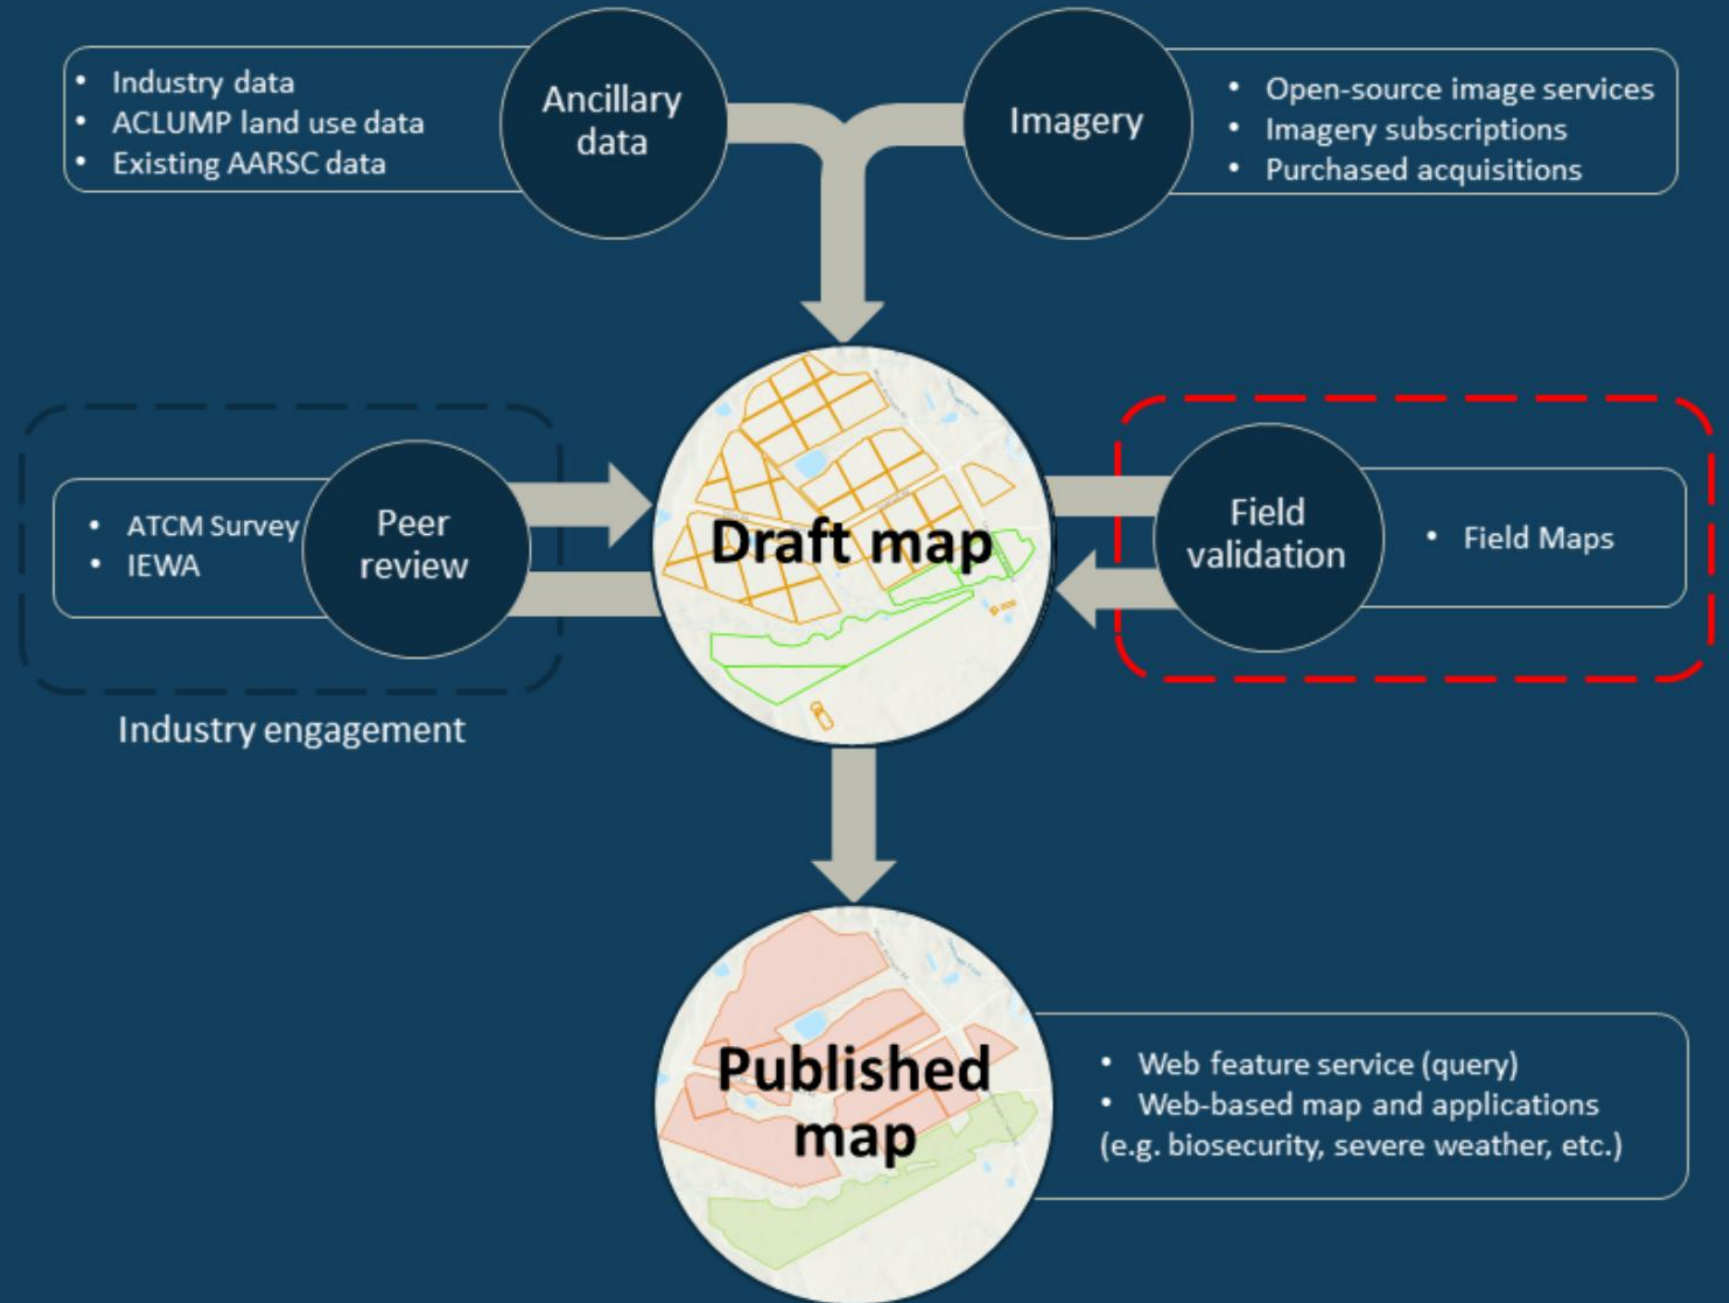 • Industry data
• ACLUMP land use data
• Existing AARSC data
Ancillary
data
Imagery
• Open-source image services
• Imagery subscriptions
• Purchased acquisitions
• ATCM Survey
• IEWA
Peer
review
Industry engagement
Draft map
Field
validation
• Field Maps
Published
map
• Web feature service (query)
• Web-based map and applications
(e.g. biosecurity, severe weather, etc.)